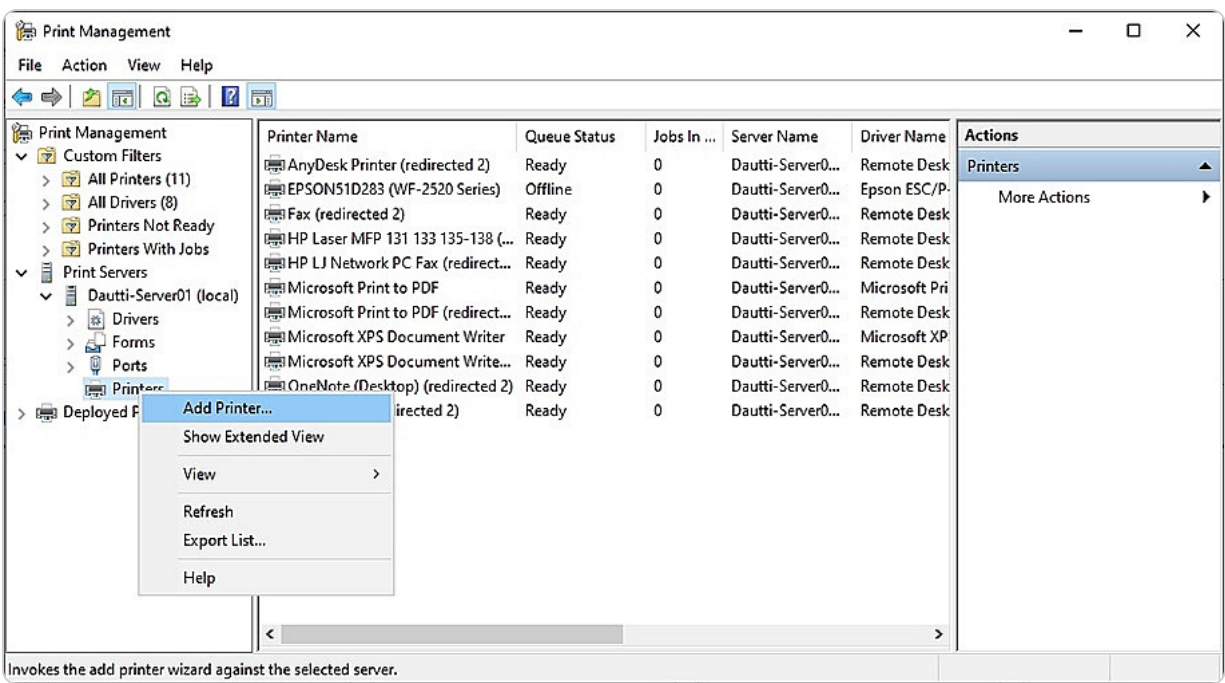 Print Management
File Action View Help
Print Management
Custom Filters
All Printers (11)
All Drivers (8)
Printers Not Ready
Printers With Jobs
Print Servers
Dautti-Server01 (local)
Drivers
Forms
Ports
Printers
Deployed P
Add Printer...
Show Extended View
View
Refresh
Export List...
Help
Printer Name Queue Status Jobs In ... Server Name Driver Name
AnyDesk Printer (redirected 2) Ready 0 Dautti-Server0... Remote Desk
EPSON51D283 (WF-2520 Series) Offline 0 Dautti-Server0... Epson ESC/P-
Fax (redirected 2) Ready 0 Dautti-Server0... Remote Desk
HP Laser MFP 131 133 135-138 (... Ready 0 Dautti-Server0... Remote Desk
HP LJ Network PC Fax (redirect... Ready 0 Dautti-Server0... Remote Desk
Microsoft Print to PDF Ready 0 Dautti-Server0... Microsoft Pri
Microsoft Print to PDF (redirect... Ready 0 Dautti-Server0... Remote Desk
Microsoft XPS Document Writer Ready 0 Dautti-Server0... Microsoft XP
Microsoft XPS Document Write... Ready 0 Dautti-Server0... Remote Desk
OneNote (Desktop) (redirected 2) Ready 0 Dautti-Server0... Remote Desk
irected 2) Ready 0 Dautti-Server0... Remote Desk
Actions
Printers
More Actions
Invokes the add printer wizard against the selected server.